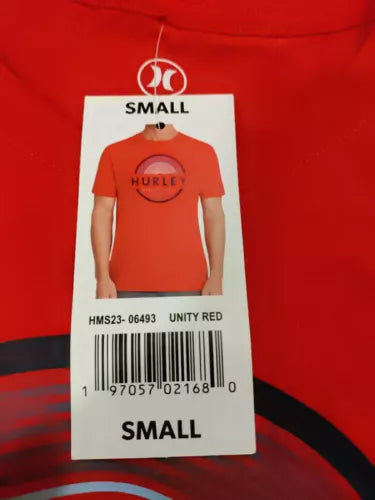 SMALL
HURLEY
HMS23- 06493 UNITY RED
1 97057 02168 0
SMALL